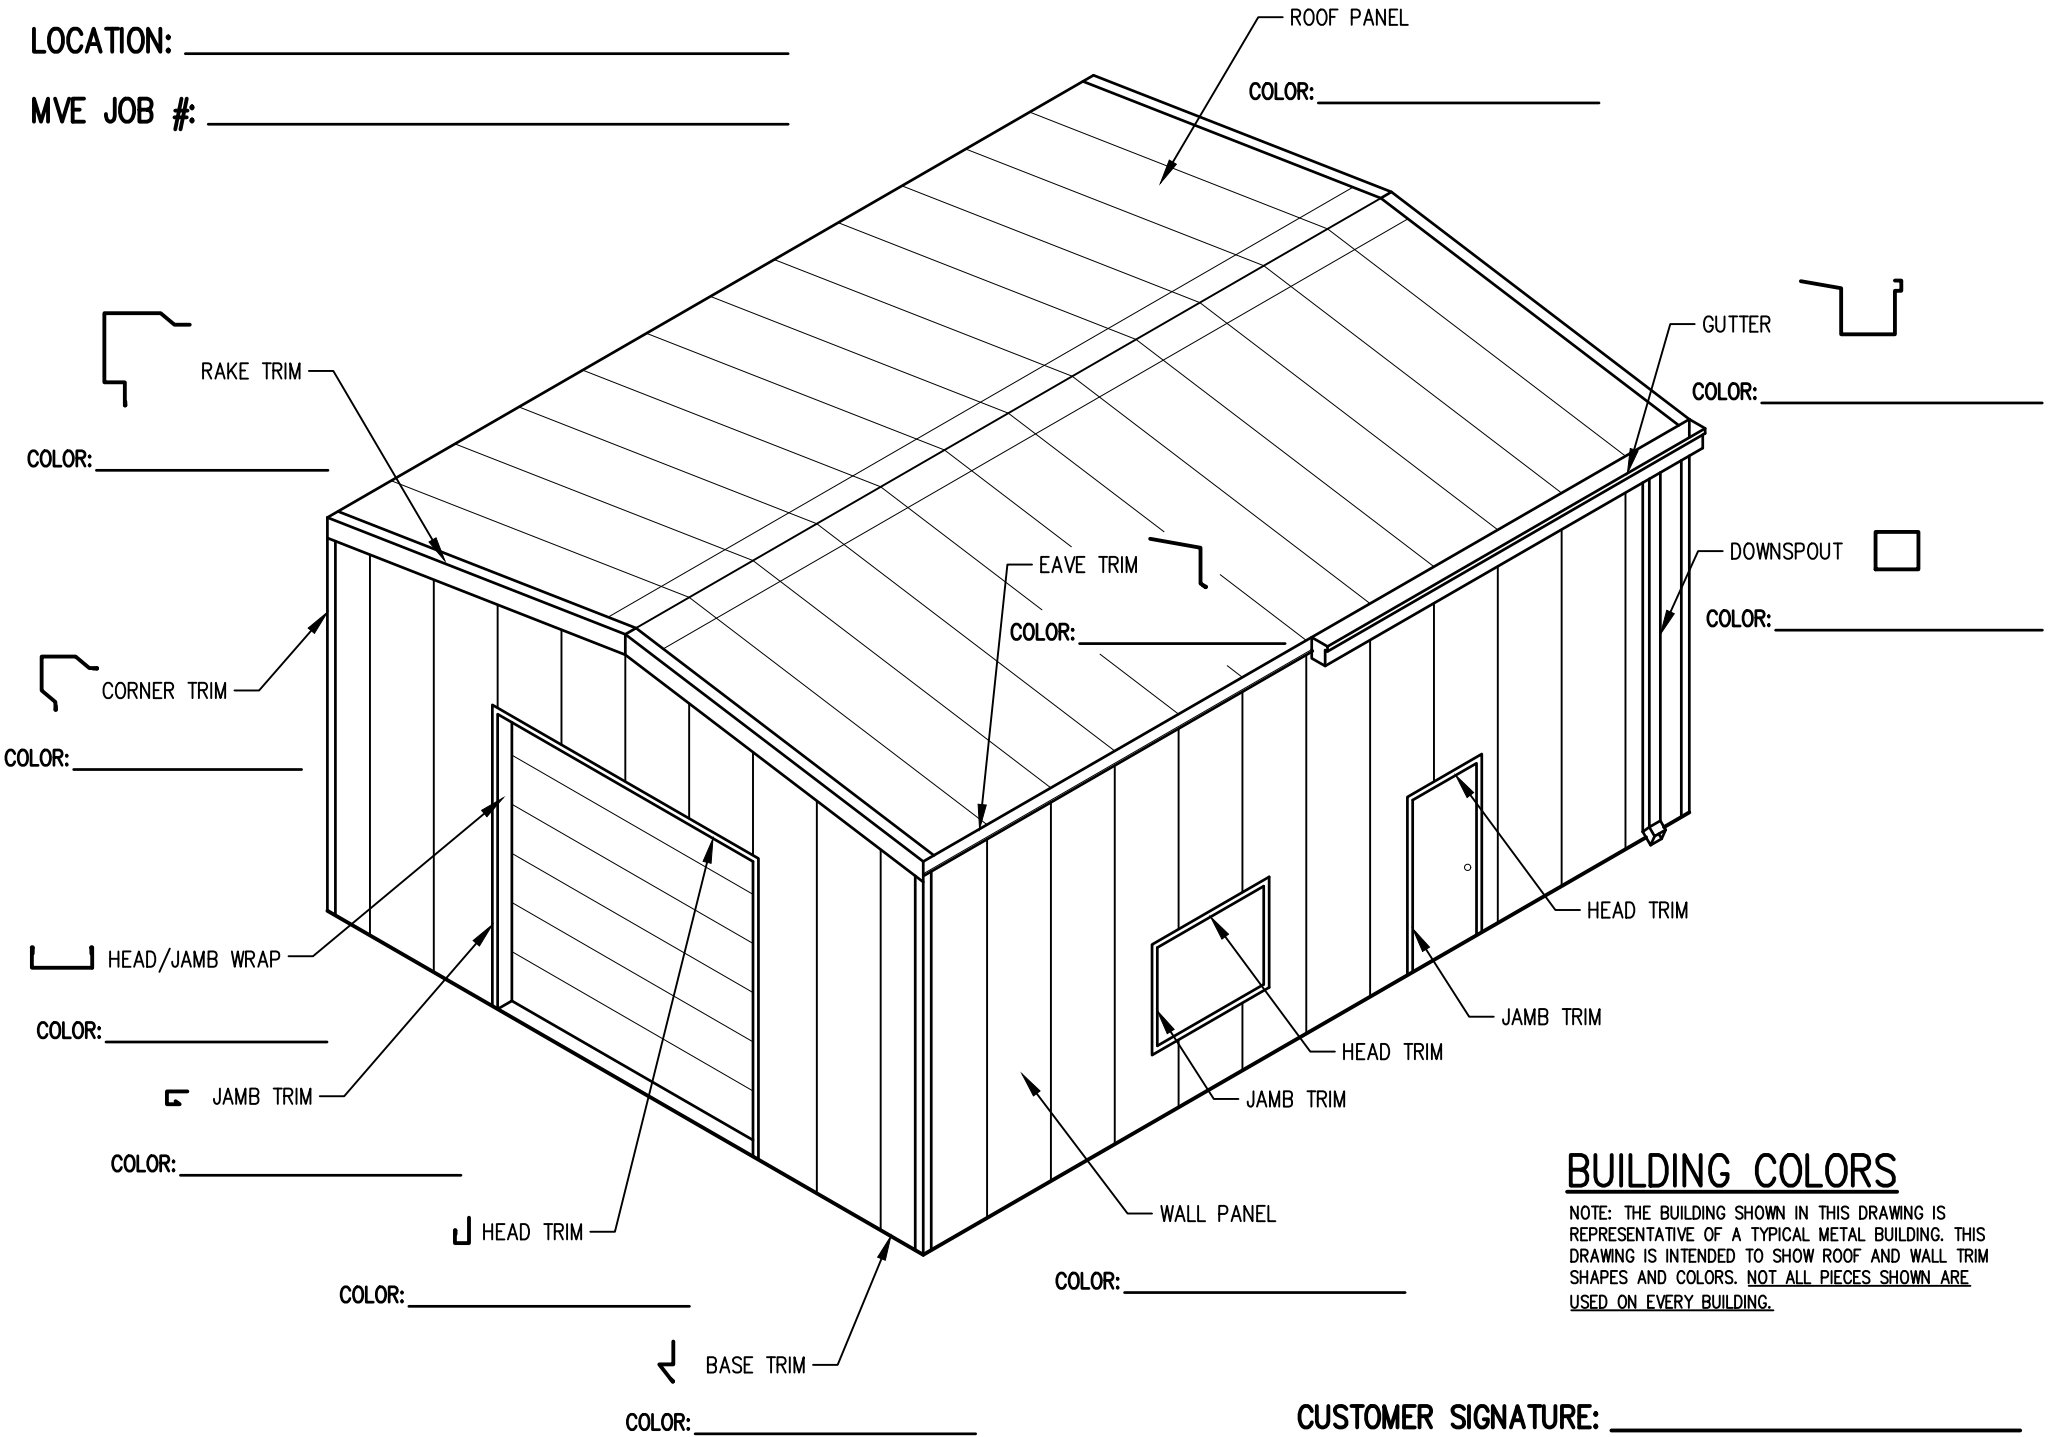 LOCATION:
MVE JOB #:
ROOF PANEL
COLOR:
GUTTER
COLOR:
RAKE TRIM
COLOR:
DOWNSPOUT
COLOR:
EAVE TRIM
COLOR:
CORNER TRIM
COLOR:
HEAD/JAMB WRAP
COLOR:
HEAD TRIM
JAMB TRIM
HEAD TRIM
JAMB TRIM
JAMB TRIM
COLOR:
HEAD TRIM
COLOR:
WALL PANEL
COLOR:
BASE TRIM
COLOR:
BUILDING COLORS
NOTE: THE BUILDING SHOWN IN THIS DRAWING IS
REPRESENTATIVE OF A TYPICAL METAL BUILDING. THIS
DRAWING IS INTENDED TO SHOW ROOF AND WALL TRIM
SHAPES AND COLORS. NOT ALL PIECES SHOWN ARE
USED ON EVERY BUILDING.
CUSTOMER SIGNATURE: